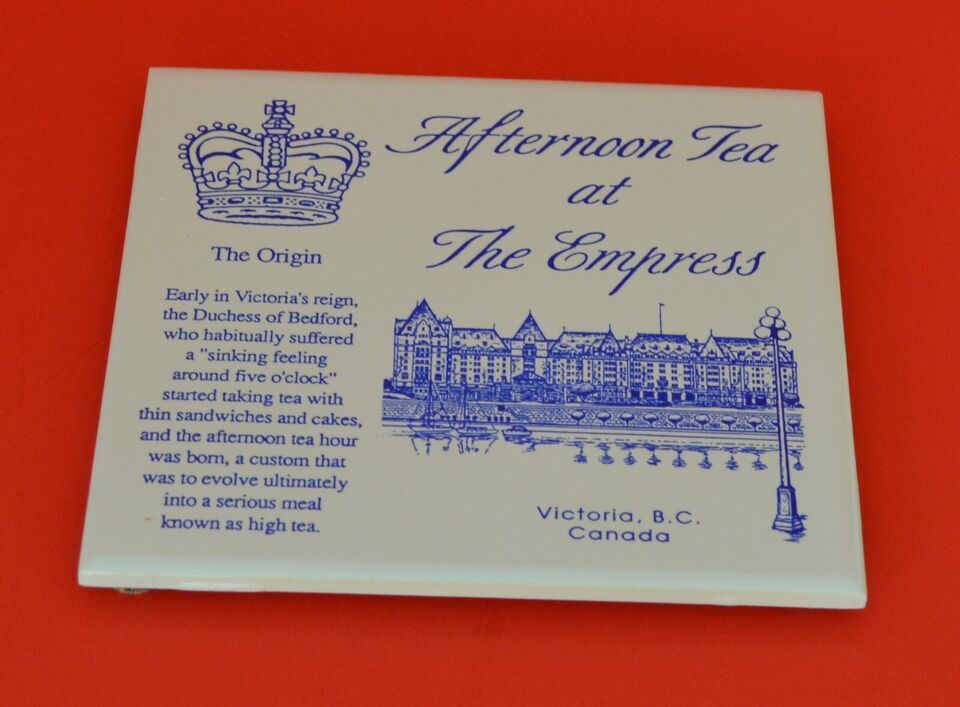 Afternoon Tea
at
The Empress
The Origin
Early in Victoria's reign,
the Duchess of Bedford,
who habitually suffered
a "sinking feeling
around five o'clock"
started taking tea with
thin sandwiches and cakes,
and the afternoon tea hour
was born, a custom that
was to evolve ultimately
into a serious meal
known as high tea.
Victoria, B.C.
Canada